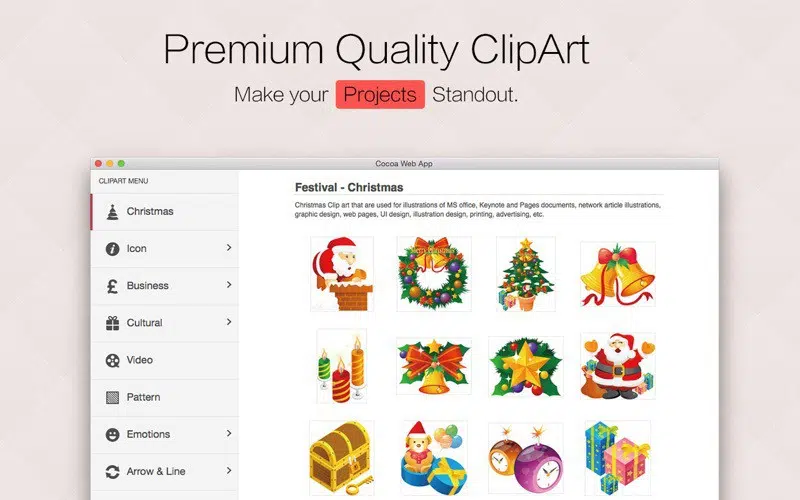 Premium Quality ClipArt
Make your Projects Standout.
Cocoa Web App
CLIPART MENU
Christmas
Icon
Business
Cultural
Video
Pattern
Emotions
Arrow & Line
Festival - Christmas
Christmas Clip art that are used for illustrations of MS office, Keynote and Pages documents, network article illustrations,
graphic design, web pages, UI design, illustration design, printing, advertising, etc.